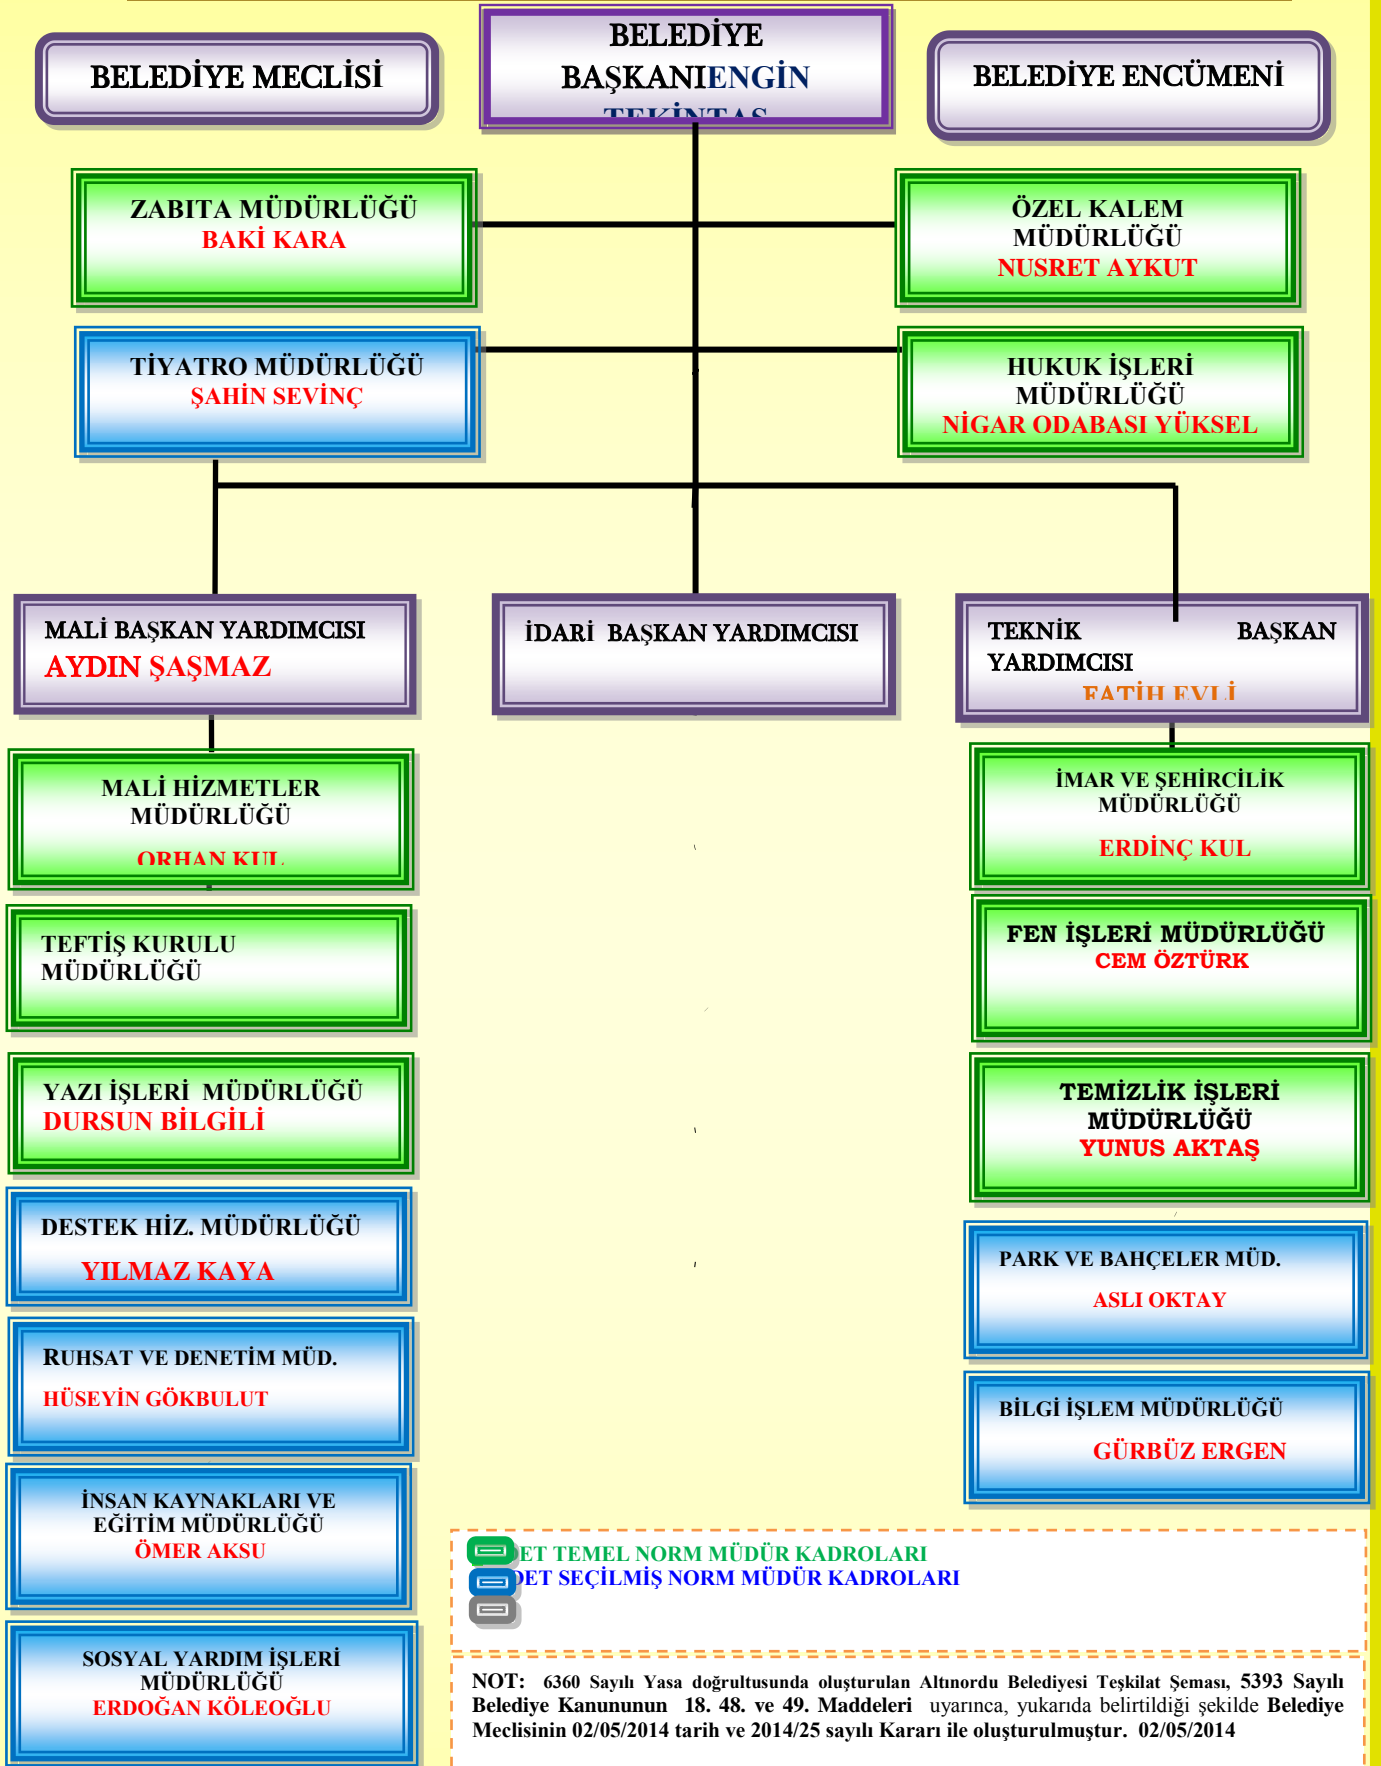 BELEDİYE MECLİSİ
BELEDİYE
BAŞKANIENGİN
TEKİNTAŞ
BELEDİYE ENCÜMENİ
ZABITA MÜDÜRLÜĞÜ
BAKİ KARA
ÖZEL KALEM
MÜDÜRLÜĞÜ
NUSRET AYKUT
TİYATRO MÜDÜRLÜĞÜ
ŞAHİN SEVİNÇ
HUKUK İŞLERİ
MÜDÜRLÜĞÜ
NİGAR ODABASI YÜKSEL
MALİ BAŞKAN YARDIMCISI
AYDIN ŞAŞMAZ
İDARİ BAŞKAN YARDIMCISI
TEKNİK BAŞKAN
YARDIMCISI
FATİH EVLİ
MALİ HİZMETLER
MÜDÜRLÜĞÜ
ORHAN KUL
TEFTİŞ KURULU
MÜDÜRLÜĞÜ
YAZI İŞLERİ MÜDÜRLÜĞÜ
DURSUN BİLGİLİ
DESTEK HİZ. MÜDÜRLÜĞÜ
YILMAZ KAYA
RUHSAT VE DENETİM MÜD.
HÜSEYİN GÖKBULUT
İNSAN KAYNAKLARI VE
EĞİTİM MÜDÜRLÜĞÜ
ÖMER AKSU
SOSYAL YARDIM İŞLERİ
MÜDÜRLÜĞÜ
ERDOĞAN KÖLEOĞLU
İMAR VE ŞEHİRCİLİK
MÜDÜRLÜĞÜ
ERDİNÇ KUL
FEN İŞLERİ MÜDÜRLÜĞÜ
CEM ÖZTÜRK
TEMİZLİK İŞLERİ
MÜDÜRLÜĞÜ
YUNUS AKTAŞ
PARK VE BAHÇELER MÜD.
ASLI OKTAY
BİLGİ İŞLEM MÜDÜRLÜĞÜ
GÜRBÜZ ERGEN
ET TEMEL NORM MÜDÜR KADROLARI
DET SEÇİLMİŞ NORM MÜDÜR KADROLARI
NOT: 6360 Sayılı Yasa doğrultusunda oluşturulan Altınordu Belediyesi Teşkilat Şeması, 5393 Sayılı
Belediye Kanununun 18. 48. ve 49. Maddeleri uyarınca, yukarıda belirtildiği şekilde Belediye
Meclisinin 02/05/2014 tarih ve 2014/25 sayılı Kararı ile oluşturulmuştur. 02/05/2014